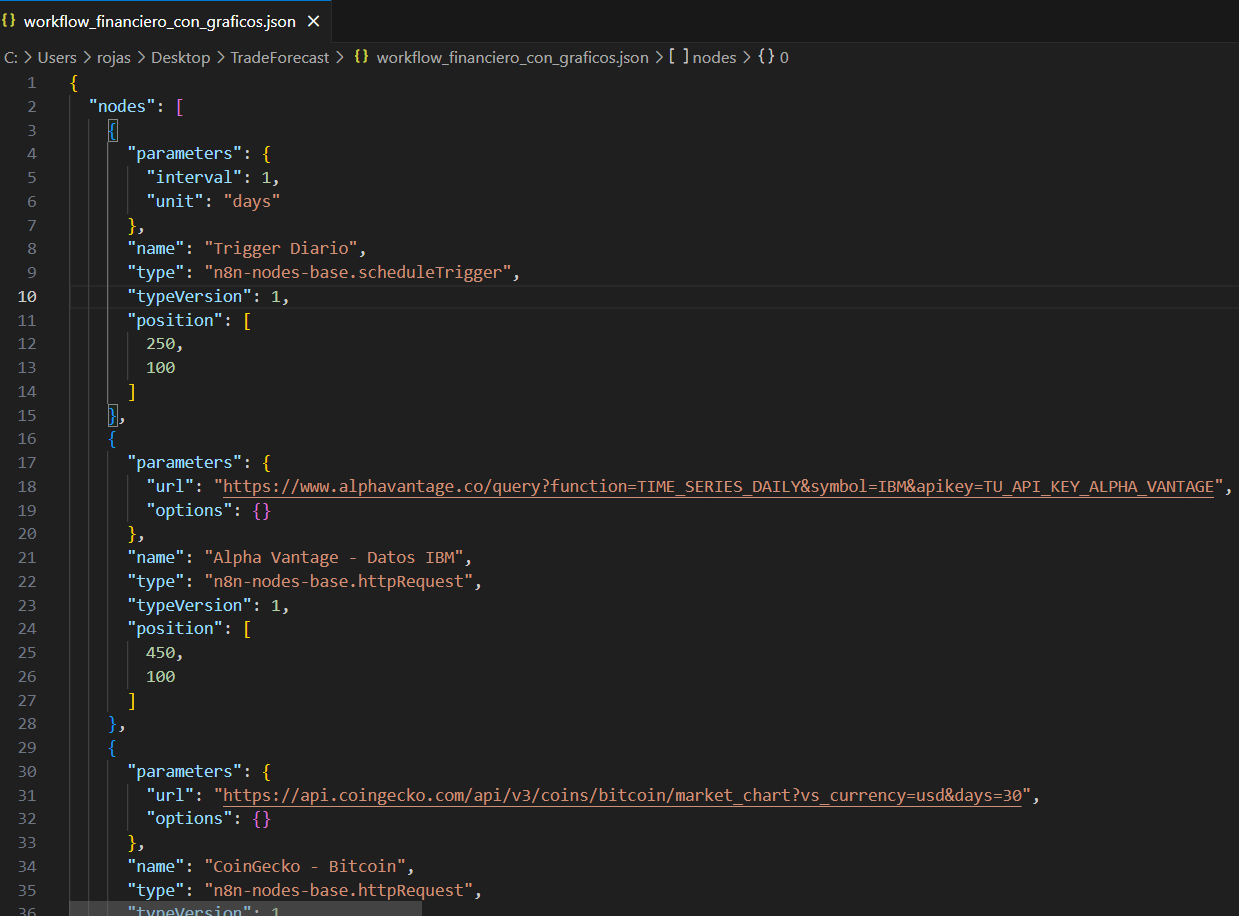 {} workflow_financiero_con_graficos.json ×
C: > Users > rojas > Desktop > TradeForecast > {} workflow_financiero_con_graficos.json > [ ] nodes > {} 0
1 {
2 "nodes": [
3 {
4 "parameters": {
5 "interval": 1,
6 "unit": "days"
7 },
8 "name": "Trigger Diario",
9 "type": "n8n-nodes-base.scheduleTrigger",
10 "typeVersion": 1,
11 "position": [
12 250,
13 100
14 ]
15 },
16 {
17 "parameters": {
18 "url": "https://www.alphavantage.co/query?function=TIME_SERIES_DAILY&symbol=IBM&apikey=TU_API_KEY_ALPHA_VANTAGE",
19 "options": {}
20 },
21 "name": "Alpha Vantage - Datos IBM",
22 "type": "n8n-nodes-base.httpRequest",
23 "typeVersion": 1,
24 "position": [
25 450,
26 100
27 ]
28 },
29 {
30 "parameters": {
31 "url": "https://api.coingecko.com/api/v3/coins/bitcoin/market_chart?vs_currency=usd&days=30",
32 "options": {}
33 },
34 "name": "CoinGecko - Bitcoin",
35 "type": "n8n-nodes-base.httpRequest",
36 "typeVersion": 1